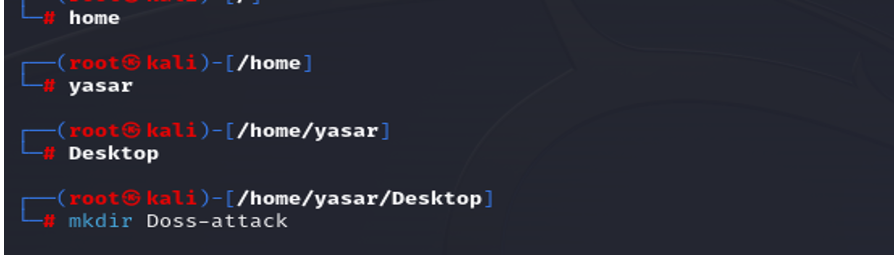 └─# home
┌──(root㉿kali)-[/home]
└─# yasar
┌──(root㉿kali)-[/home/yasar]
└─# Desktop
┌──(root㉿kali)-[/home/yasar/Desktop]
└─# mkdir Doss-attack